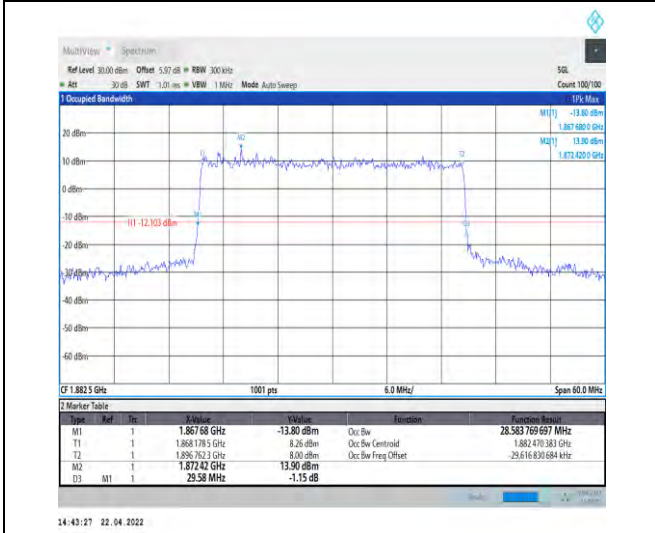 MultiView Spectrum
Ref Level 30.00 dBm Offset 5.97 dB RBW 300 kHz SGL
Att 30 dB SWT 1.01 ms VBW 1 MHz Mode Auto Sweep Count 100/100
1 Occupied Bandwidth 1Pk Max
M1[1] -13.80 dBm
1.867 680 0 GHz
M2[1] 13.90 dBm
1.872 420 0 GHz
20 dBm
M2
T1 T2
10 dBm
0 dBm
-10 dBm
M1
H1 -12.103 dBm
D3
-20 dBm
-30 dBm
-40 dBm
-50 dBm
-60 dBm
CF 1.882 5 GHz 1001 pts 6.0 MHz/ Span 60.0 MHz
2 Marker Table
Type Ref Trc X-Value Y-Value Function Function Result
M1 1 1.867 68 GHz -13.80 dBm Occ Bw 28.583 769 697 MHz
T1 1 1.868 178 5 GHz 8.26 dBm Occ Bw Centroid 1.882 470 383 GHz
T2 1 1.896 762 3 GHz 8.00 dBm Occ Bw Freq Offset -29.616 830 684 kHz
M2 1 1.872 42 GHz 13.90 dBm
D3 M1 1 29.58 MHz -1.15 dB
14:43:27 22.04.2022